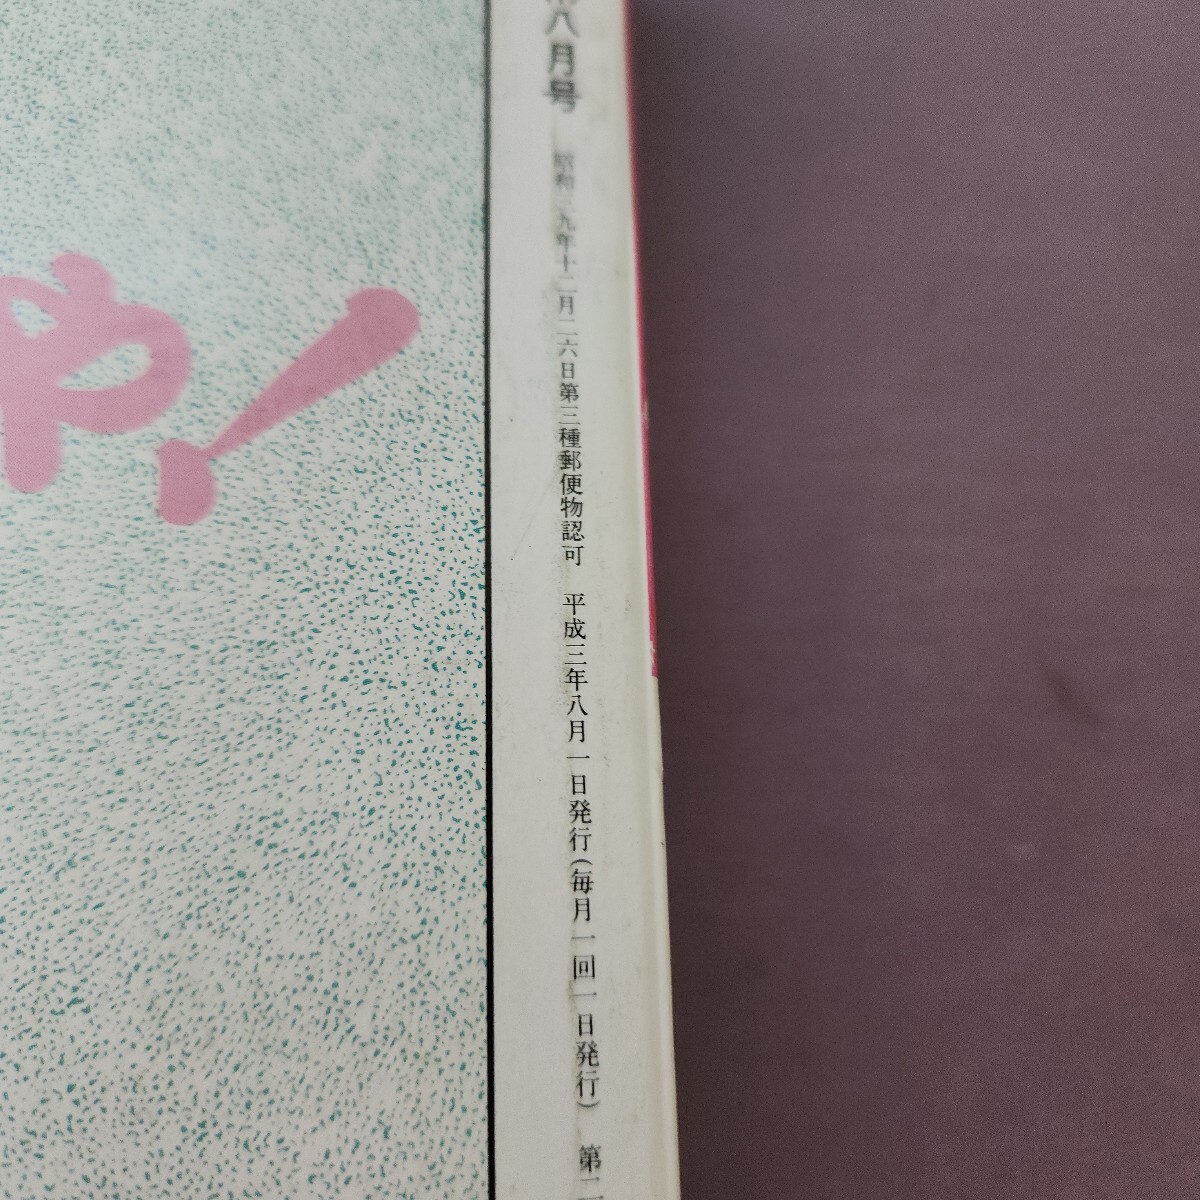 八月号 昭和 九年十二月二六日第三種郵便物認可 平成三年八月一日発行(毎月一回一日発行) 第二
や!